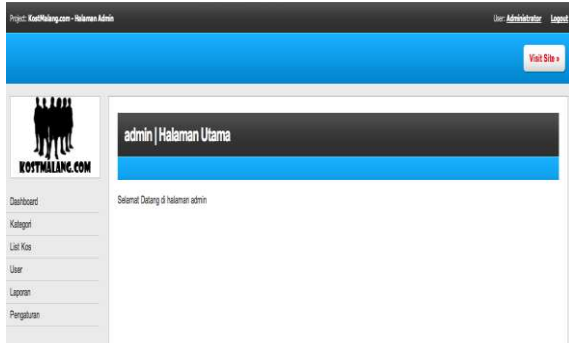 Project: KostMalang.com - Halaman Admin
User: Administrator Logout
Visit Site »
KOSTMALANG.COM
admin | Halaman Utama
Dashboard
Selamat Datang di halaman admin
Kategori
List Kos
User
Laporan
Pengaturan